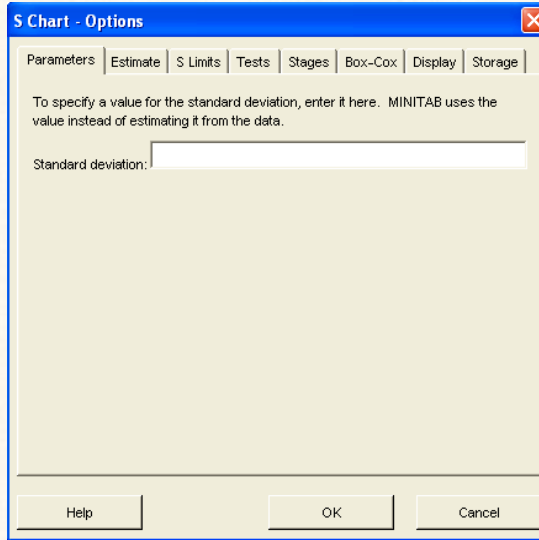 S Chart - Options
Parameters Estimate S Limits Tests Stages Box-Cox Display Storage
To specify a value for the standard deviation, enter it here. MINITAB uses the
value instead of estimating it from the data.
Standard deviation:
Help OK Cancel